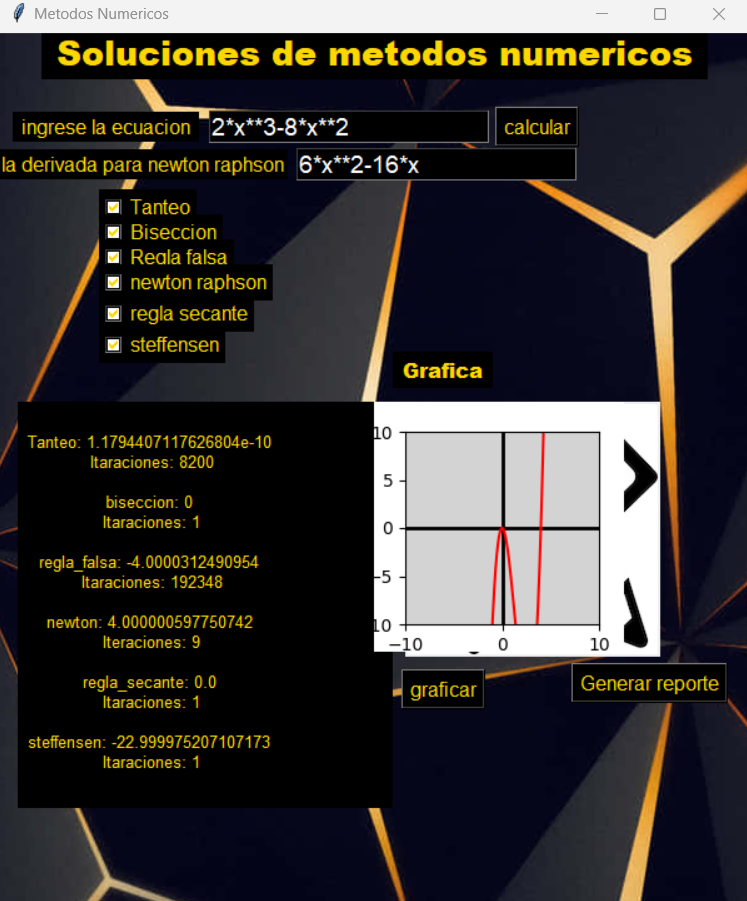 Metodos Numericos
Soluciones de metodos numericos
ingrese la ecuacion 2*x**3-8*x**2 calcular
la derivada para newton raphson 6*x**2-16*x
Tanteo
Biseccion
Regla falsa
newton raphson
regla secante
steffensen
Grafica
Tanteo: 1.1794407117626804e-10
Itaraciones: 8200
biseccion: 0
Itaraciones: 1
regla_falsa: -4.0000312490954
Itaraciones: 192348
newton: 4.000000597750742
Iteraciones: 9
regla_secante: 0.0
Itaraciones: 1
steffensen: -22.999975207107173
Itaraciones: 1
10
5
0
-5
10
-10 0 10
graficar
Generar reporte